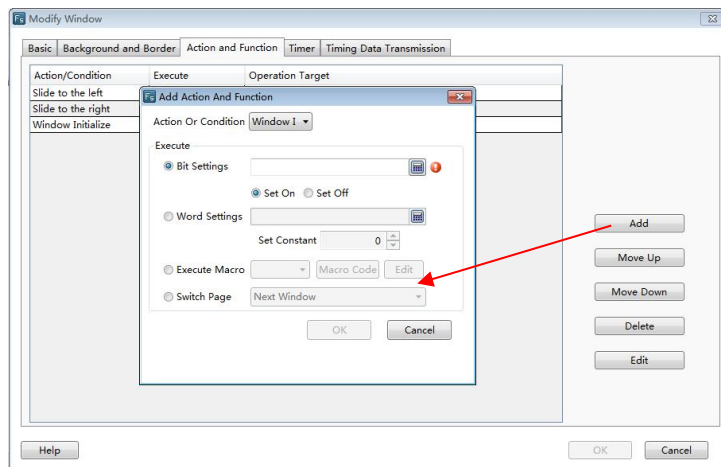 Modify Window
Basic Background and Border Action and Function Timer Timing Data Transmission
Action/Condition Execute Operation Target
Slide to the left
Slide to the right
Window Initialize
Add Action And Function
Action Or Condition Window I
Execute
Bit Settings
Set On Set Off
Word Settings
Set Constant 0
Execute Macro Macro Code Edit
Switch Page Next Window
OK Cancel
Add
Move Up
Move Down
Delete
Edit
Help OK Cancel